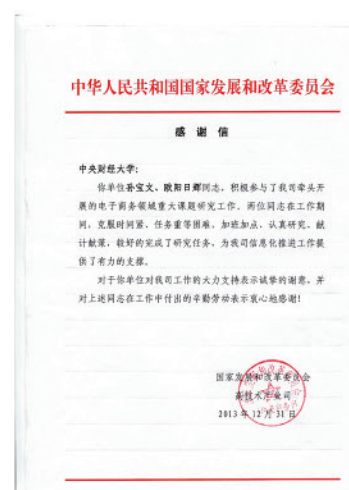 中华人民共和国国家发展和改革委员会
感 谢 信
中央财经大学：
你单位孙宝文、欧阳日辉同志，积极参与了我司牵头开
展的电子商务领域重大课题研究工作。两位同志在工作期
间，克服时间紧、任务重等困难，加班加点、认真研究、献
计献策，较好的完成了研究任务，为我司信息化推进工作提
供了有力的支撑。
对于你单位对我司工作的大力支持表示诚挚的谢意，并
对上述同志在工作中付出的辛勤劳动表示衷心地感谢！
国家发展和改革委员会
高技术产业司
2013 年 12 月 31 日